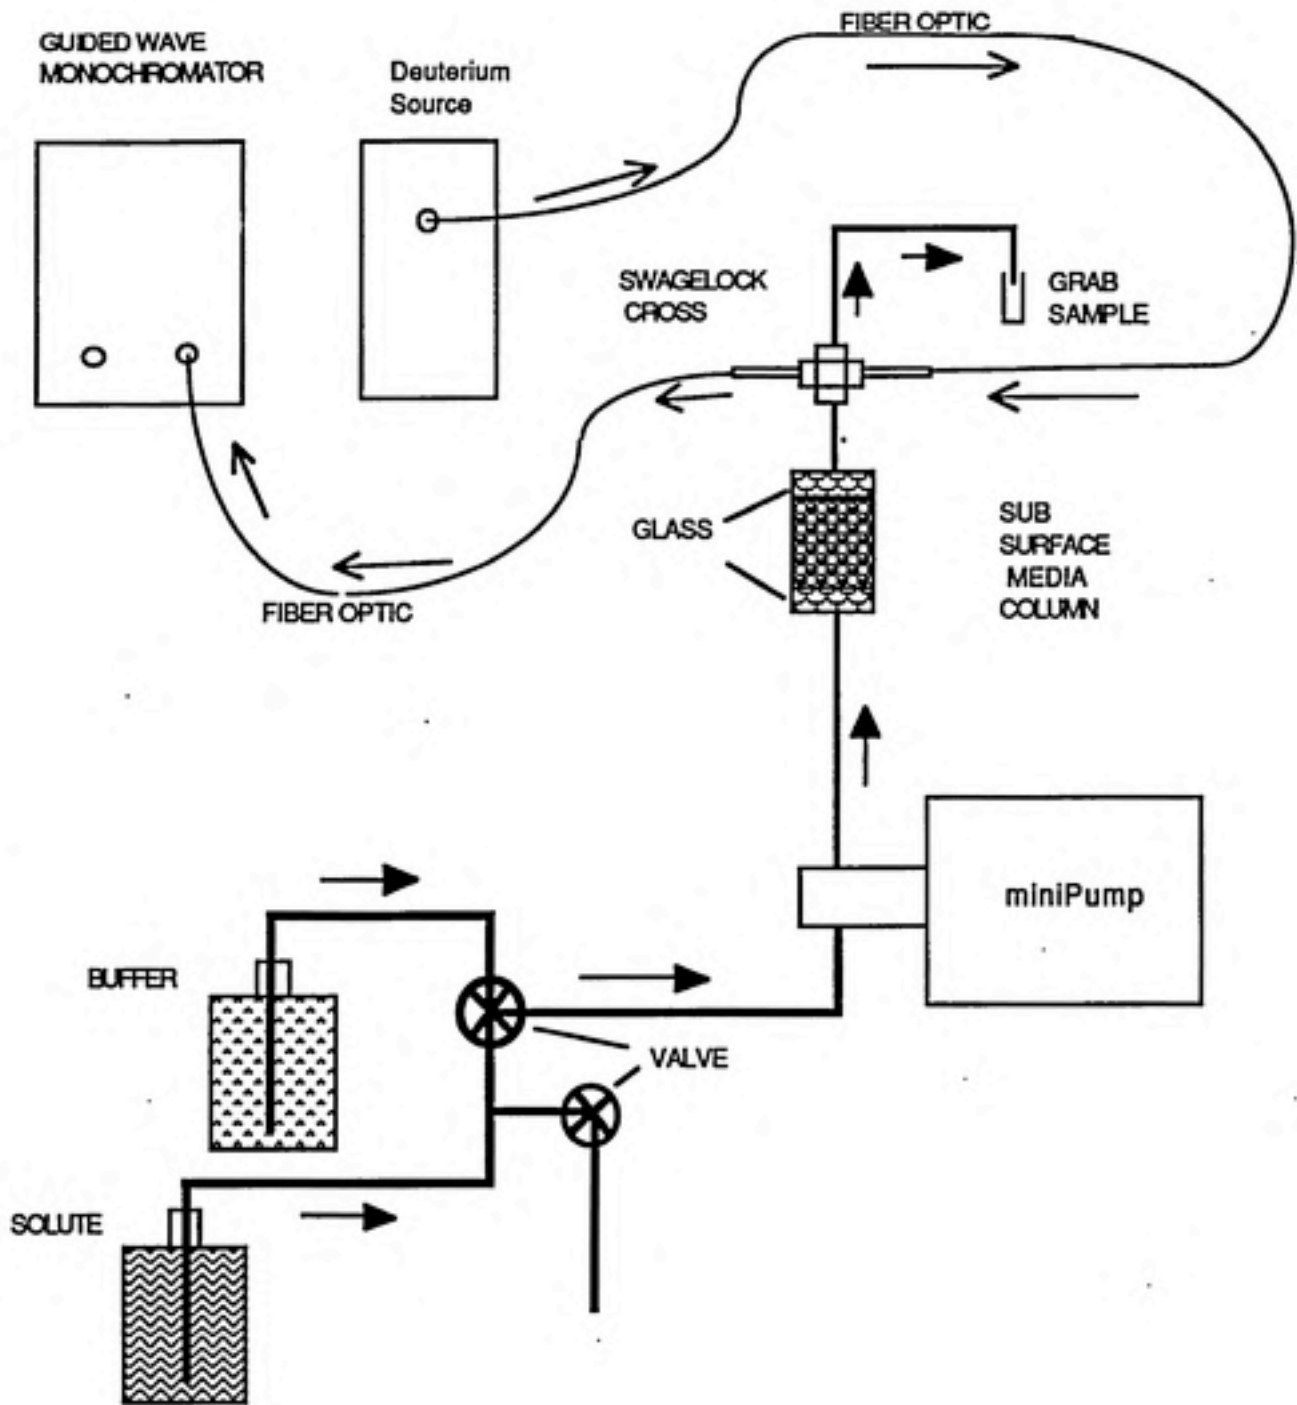 FIBER OPTIC
GUIDED WAVE
MONOCHROMATOR
Deuterium
Source
SWAGELOCK
CROSS
GRAB
SAMPLE
GLASS
SUB
SURFACE
MEDIA
COLUMN
FIBER OPTIC
miniPump
BUFFER
VALVE
SOLUTE